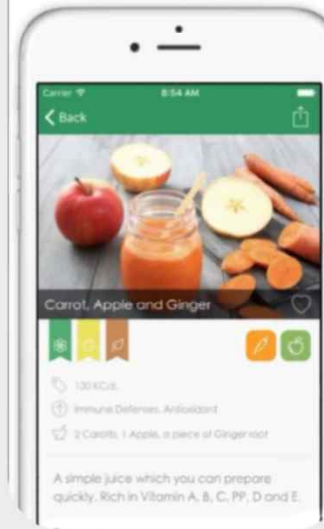 Carrier 8:54 AM
Back
Carrot, Apple and Ginger
130 KCal.
Immune Defenses, Antioxidant
2 Carrots, 1 Apple, a piece of Ginger root
A simple juice which you can prepare
quickly. Rich in Vitamin A, B, C, PP, D and E.